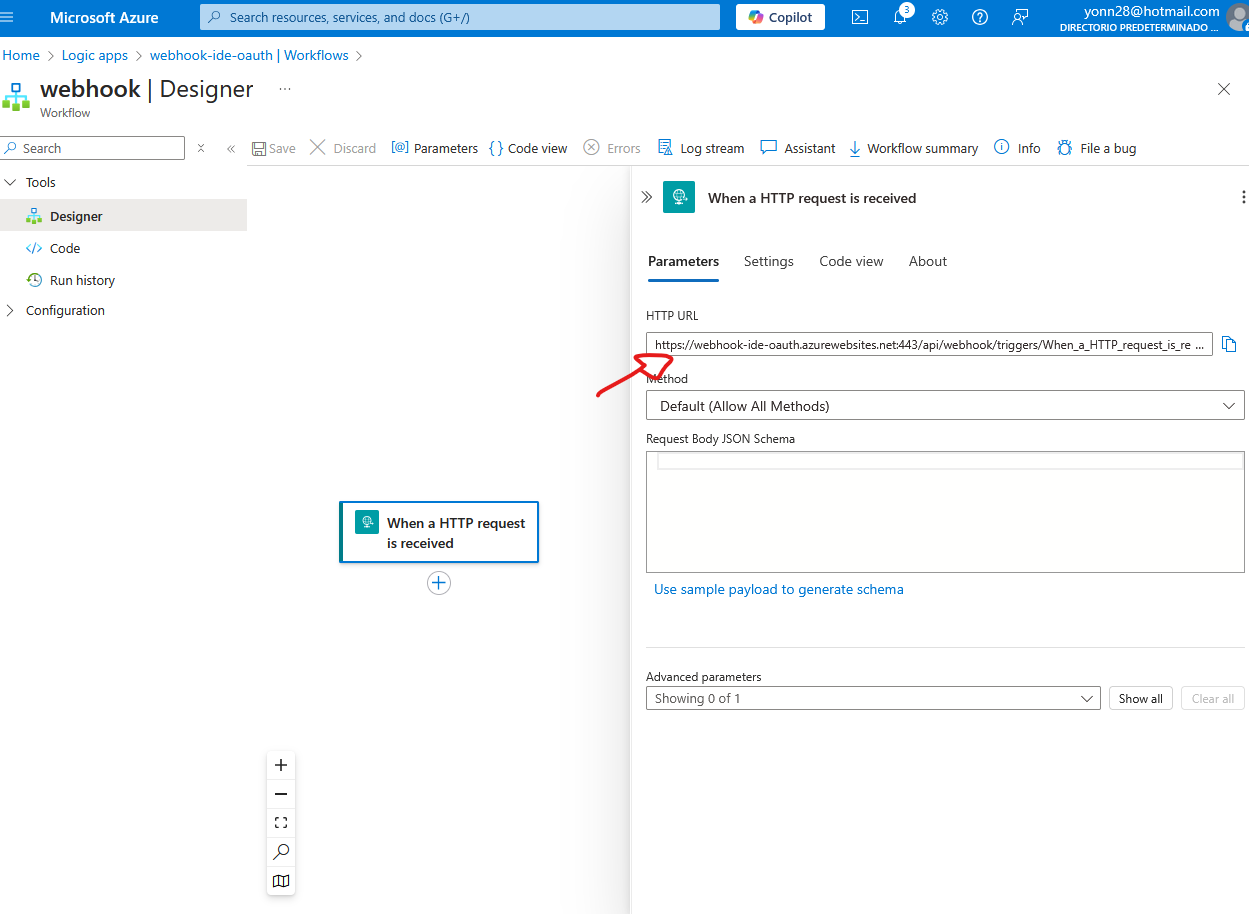 Microsoft Azure
Search resources, services, and docs (G+/)
Copilot
3
yonn28@hotmail.com
DIRECTORIO PREDETERMINADO ...
Home > Logic apps > webhook-ide-oauth | Workflows >
webhook | Designer ...
Workflow
Search
Save
Discard
[@] Parameters
{} Code view
Errors
Log stream
Assistant
Workflow summary
Info
File a bug
Tools
Designer
</> Code
Run history
Configuration
When a HTTP request
is received
When a HTTP request is received
Parameters
Settings
Code view
About
HTTP URL
https://webhook-ide-oauth.azurewebsites.net:443/api/webhook/triggers/When_a_HTTP_request_is_re ...
Method
Default (Allow All Methods)
Request Body JSON Schema
Use sample payload to generate schema
Advanced parameters
Showing 0 of 1
Show all
Clear all